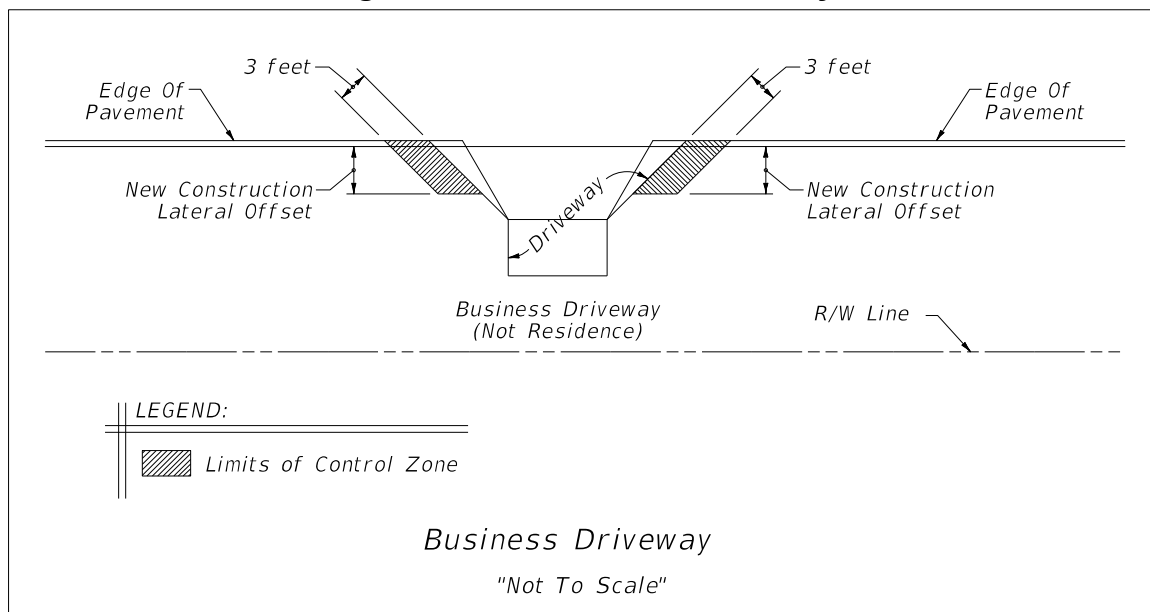 3 feet
3 feet
Edge Of
Pavement
Edge Of
Pavement
New Construction
Lateral Offset
Driveway
New Construction
Lateral Offset
Business Driveway
(Not Residence)
R/W Line
LEGEND:
Limits of Control Zone
Business Driveway
"Not To Scale"